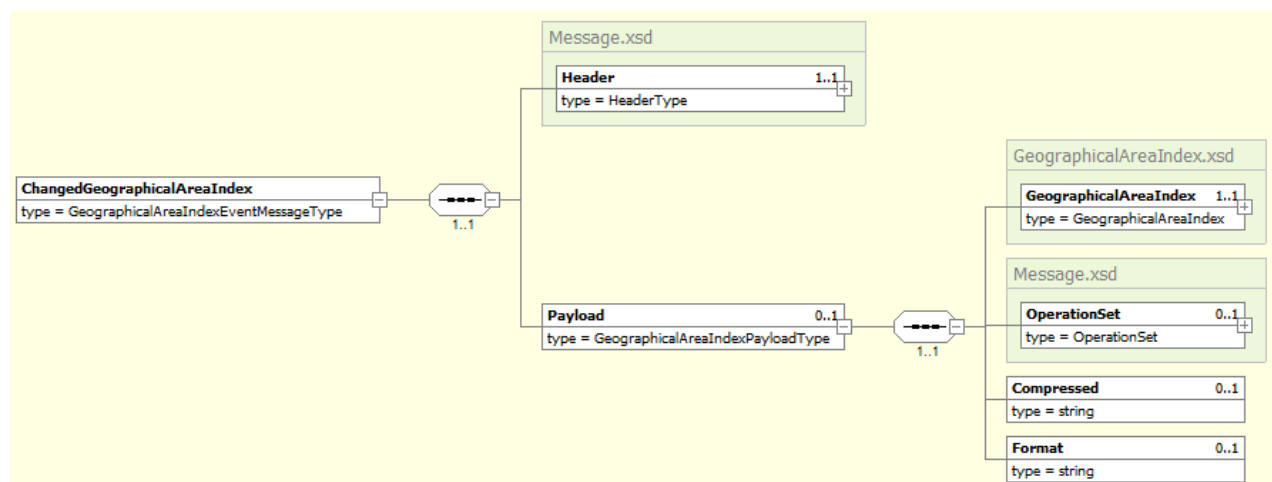 Message.xsd
Header 1..1
type = HeaderType
GeographicalAreaIndex.xsd
ChangedGeographicalAreaIndex
type = GeographicalAreaIndexEventMessageType
1..1
GeographicalAreaIndex 1..1
type = GeographicalAreaIndex
Message.xsd
Payload 0..1
type = GeographicalAreaIndexPayloadType
1..1
OperationSet 0..1
type = OperationSet
Compressed 0..1
type = string
Format 0..1
type = string